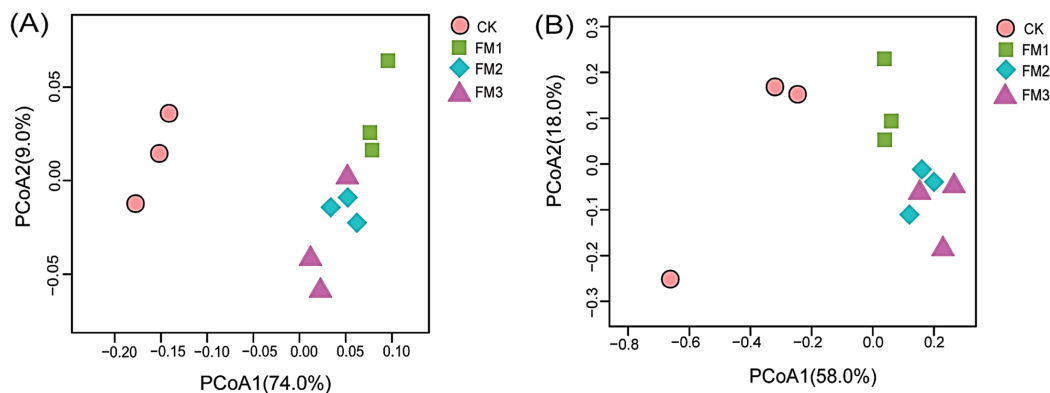 (A)
CK
FM1
FM2
FM3
PCoA2(9.0%)
0.05
0.00
−0.05
−0.20 −0.15 −0.10 −0.05 0.00 0.05 0.10
PCoA1(74.0%)
(B)
CK
FM1
FM2
FM3
PCoA2(18.0%)
0.3
0.2
0.1
0.0
−0.1
−0.2
−0.3
−0.8 −0.6 −0.4 −0.2 0.0 0.2
PCoA1(58.0%)